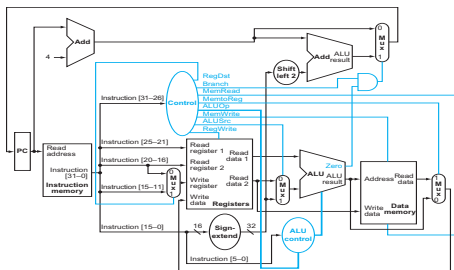 Add
4
Shift
left 2
Add
ALU
result
0
M
u
x
1
RegDst
Branch
MemRead
MemtoReg
ALUOp
MemWrite
ALUSrc
RegWrite
Instruction [31–26]
Control
PC
Read
address
Instruction
[31–0]
Instruction
memory
Instruction [25–21]
Instruction [20–16]
Instruction [15–11]
0
M
u
x
1
Read
register 1
Read
register 2
Write
register
Write
data
Read
data 1
Read
data 2
Registers
0
M
u
x
1
Zero
ALU
ALU
result
Address
Read
data
Write
data
Data
memory
1
M
u
x
0
Instruction [15–0]
16
Sign-
extend
32
ALU
control
Instruction [5–0]